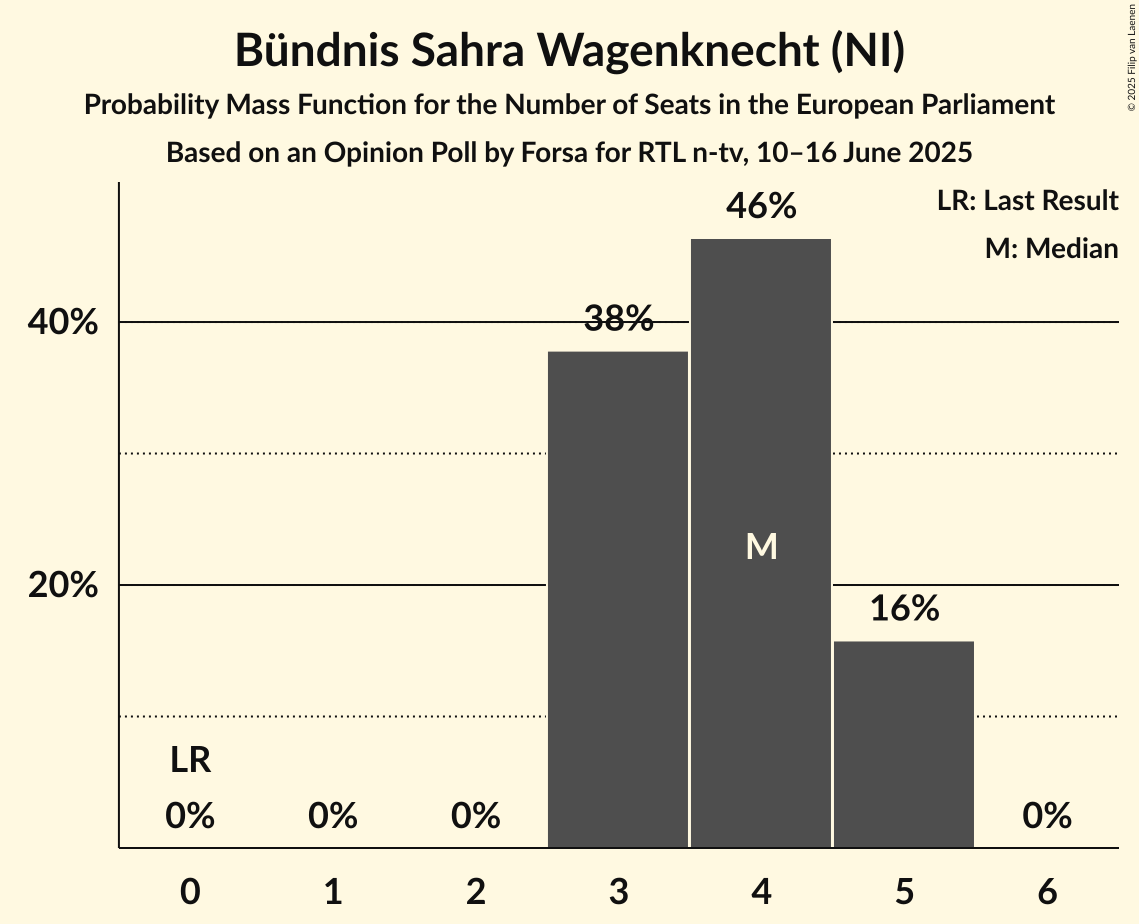 Bündnis Sahra Wagenknecht (NI)
Probability Mass Function for the Number of Seats in the European Parliament
Based on an Opinion Poll by Forsa for RTL n-tv, 10–16 June 2025
© 2025 Filip van Laenen
LR: Last Result
M: Median
40%
20%
46%
38%
M
16%
LR
0%
0%
0%
0%
0 1 2 3 4 5 6